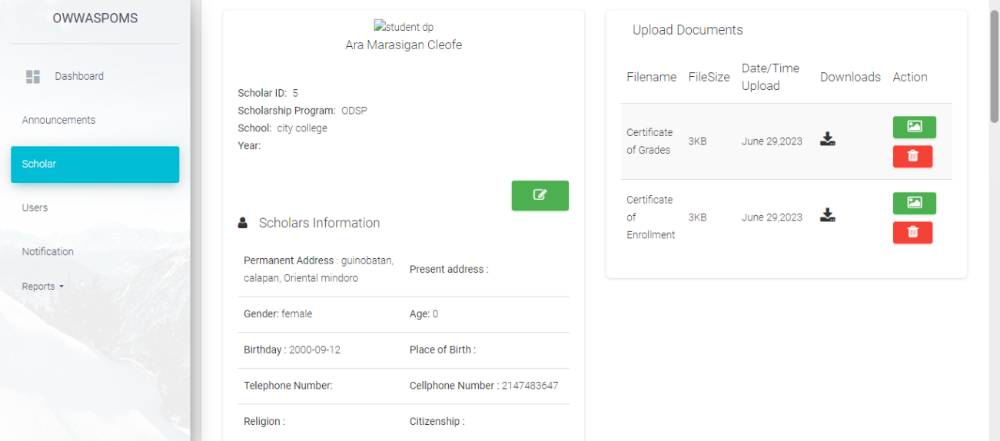 OWWASPOMS
Dashboard
Announcements
Scholar
Users
Notification
Reports
student dp
Ara Marasigan Cleofe
Scholar ID: 5
Scholarship Program: ODSP
School: city college
Year:
Scholars Information
Permanent Address : guinobatan,
calapan, Oriental mindoro
Present address :
Gender: female
Age: 0
Birthday : 2000-09-12
Place of Birth :
Telephone Number:
Cellphone Number : 2147483647
Religion :
Citizenship :
Upload Documents
Filename
FileSize
Date/Time
Upload
Downloads
Action
Certificate
of Grades
3KB
June 29,2023
Certificate
of
Enrollment
3KB
June 29,2023